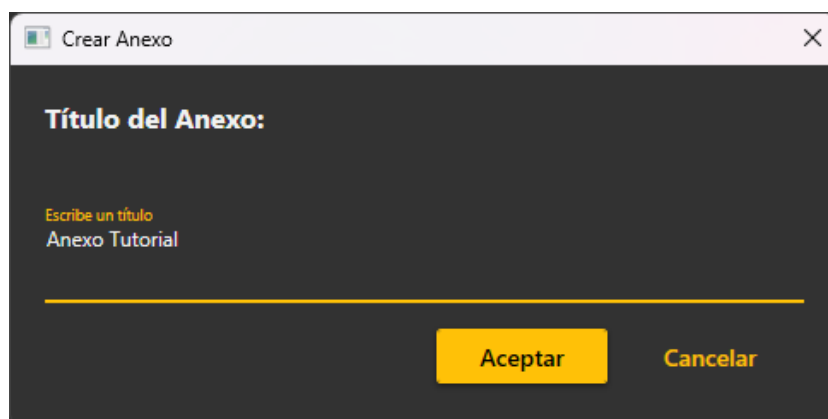 Crear Anexo
Título del Anexo:
Escribe un título
Anexo Tutorial
Aceptar Cancelar